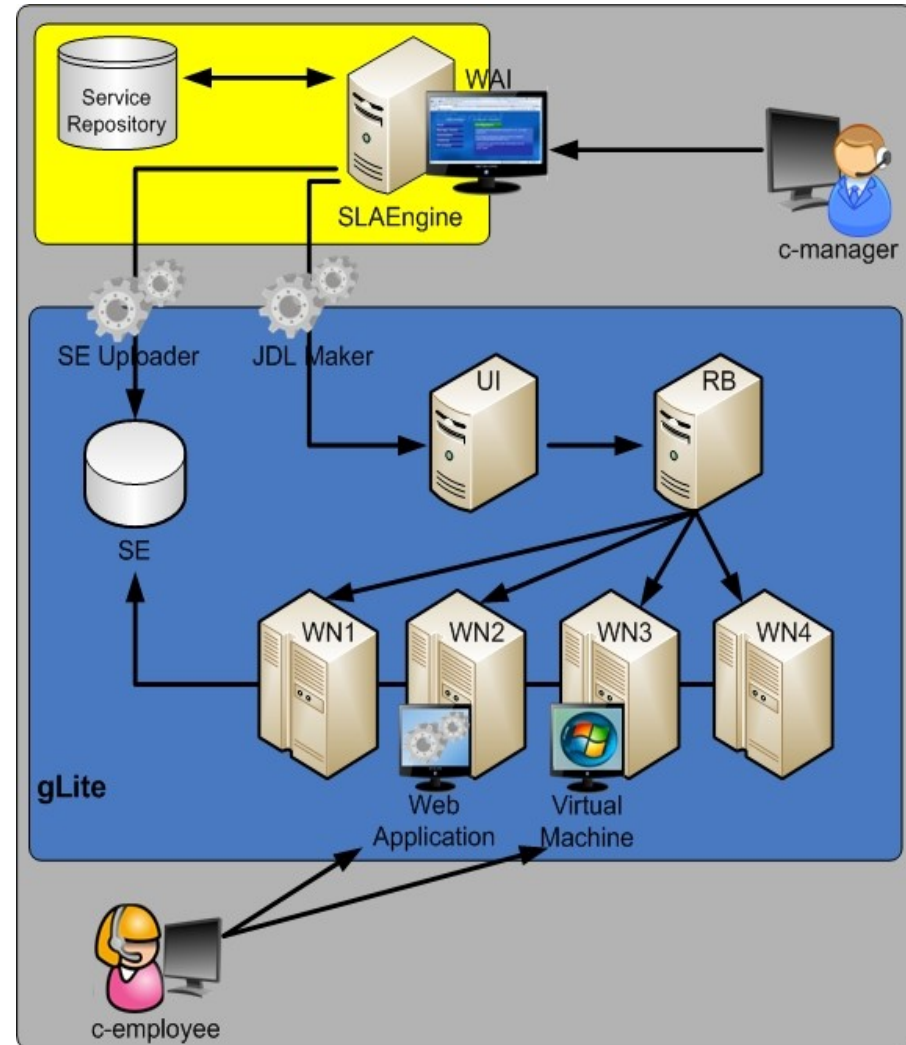 Service
Repository
WAI
SLAEngine
c-manager
SE Uploader
JDL Maker
UI
RB
SE
WN1
WN2
WN3
WN4
gLite
Web
Application
Virtual
Machine
c-employee